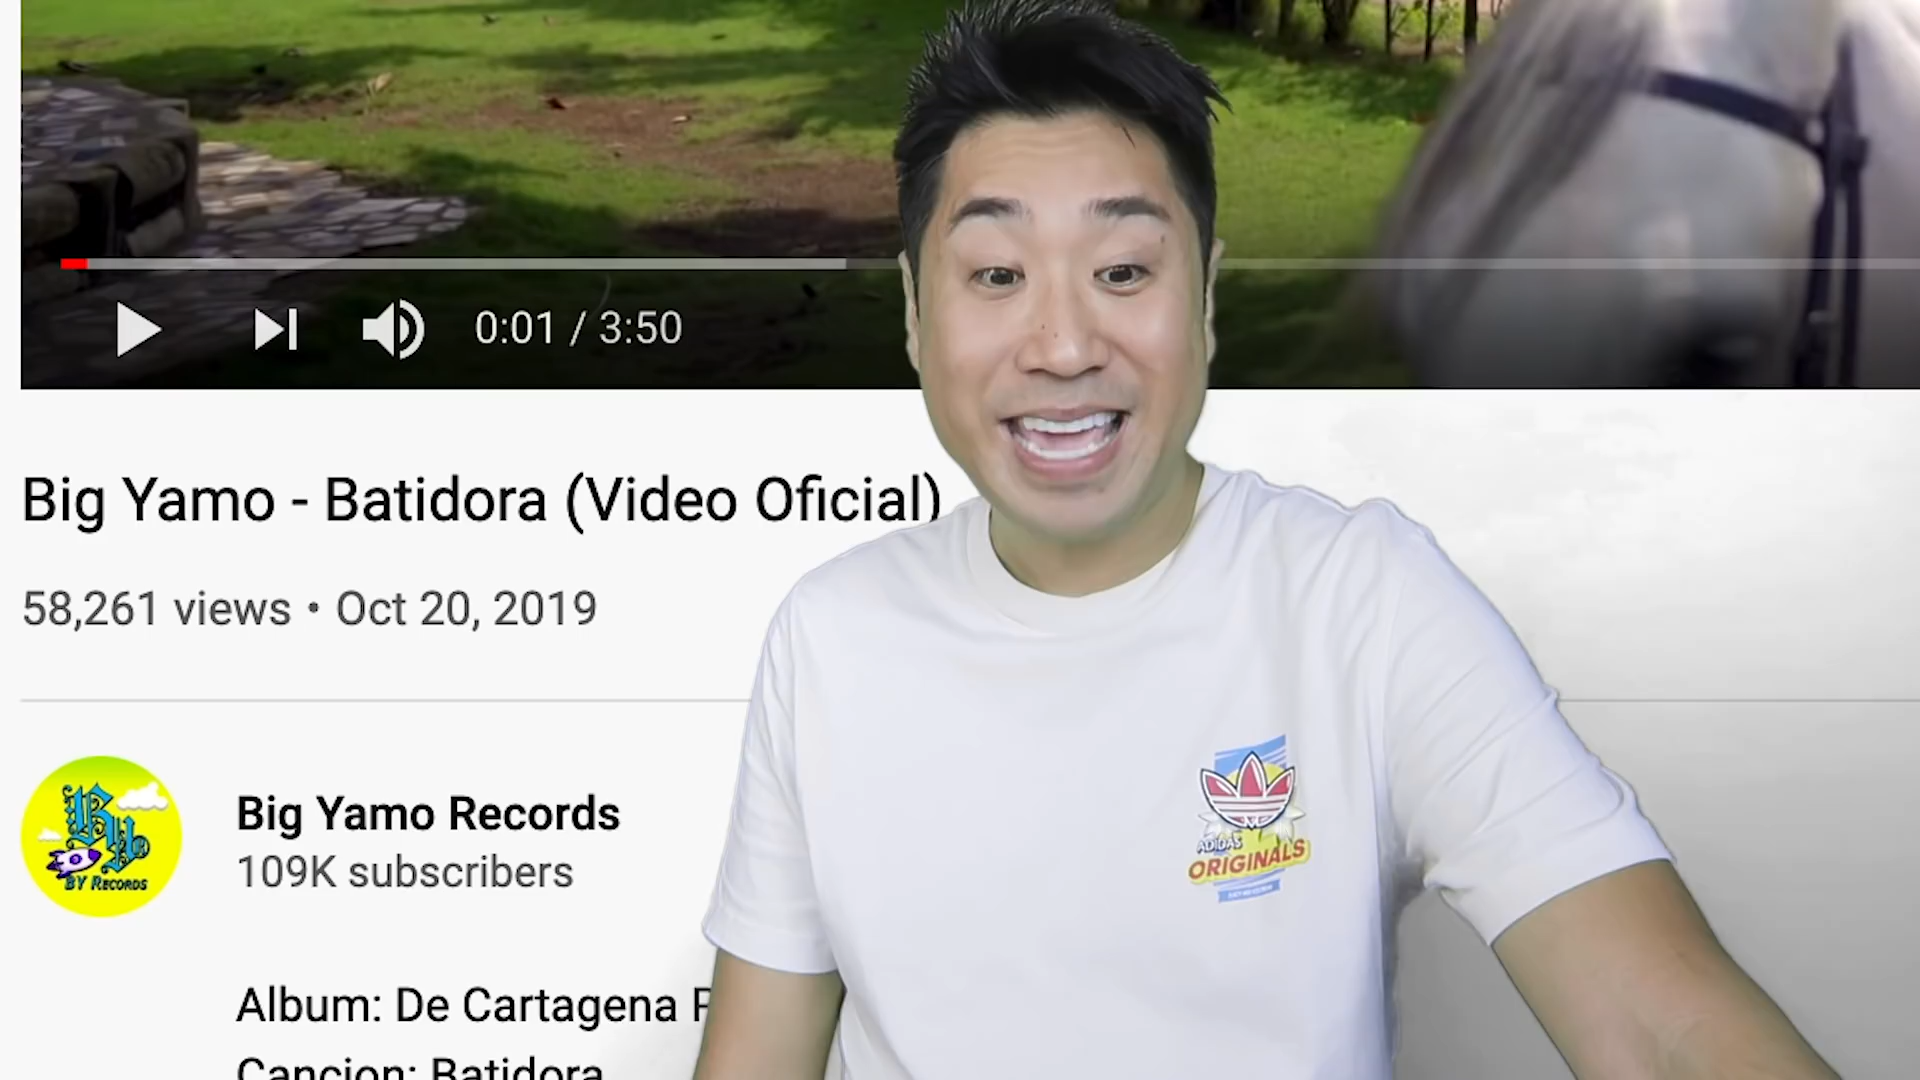 0:01 / 3:50
Big Yamo - Batidora (Video Oficial)
58,261 views • Oct 20, 2019
Big Yamo Records
109K subscribers
BY RECORDS
ADIDAS
ORIGINALS
Album: De Cartagena
Cancion: Batidora